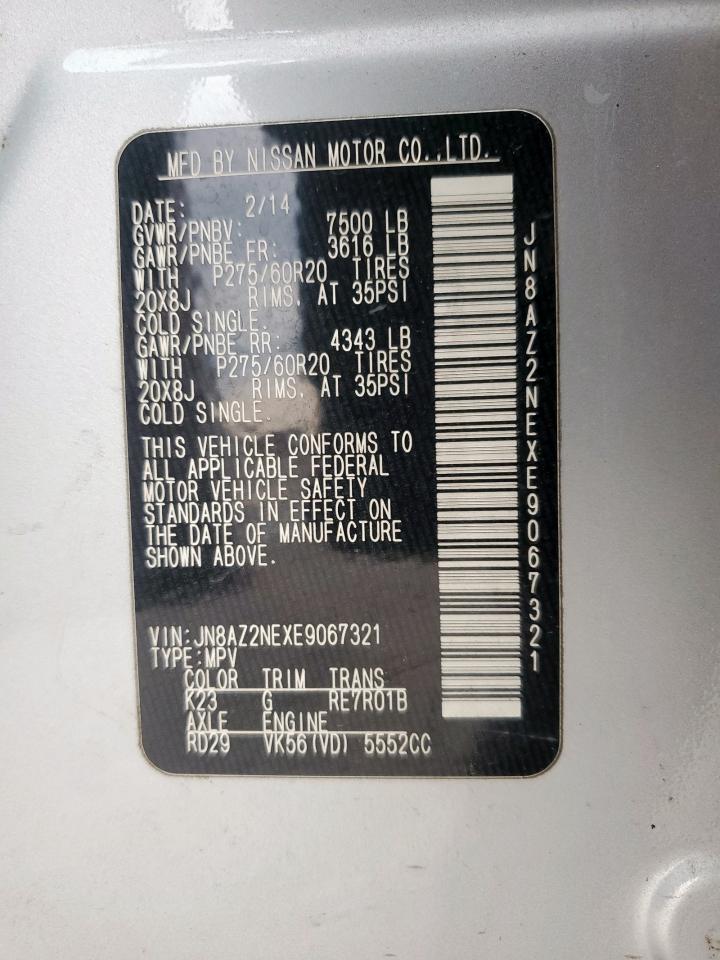 MFD BY NISSAN MOTOR CO.,LTD.
DATE: 2/14
GVWR/PNBV: 7500 LB
GAWR/PNBE FR: 3616 LB
WITH P275/60R20 TIRES
20X8J RIMS, AT 35PSI
COLD SINGLE.
GAWR/PNBE RR: 4343 LB
WITH P275/60R20 TIRES
20X8J RIMS, AT 35PSI
COLD SINGLE.
THIS VEHICLE CONFORMS TO
ALL APPLICABLE FEDERAL
MOTOR VEHICLE SAFETY
STANDARDS IN EFFECT ON
THE DATE OF MANUFACTURE
SHOWN ABOVE.
VIN:JN8AZ2NEXE9067321
TYPE:MPV
COLOR TRIM TRANS
K23 G RE7R01B
AXLE ENGINE
RD29 VK56(VD) 5552CC
JN8AZ2NEXE9067321